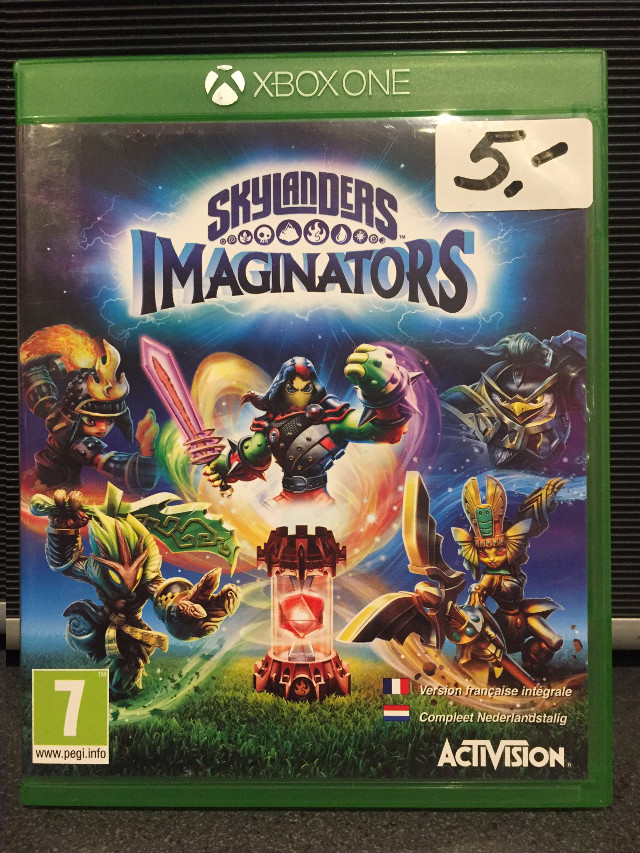 XBOX ONE
5,-
SKYLANDERS
IMAGINATORS
7
www.pegi.info
Version française intégrale
Compleet Nederlandstalig
ACTIVISION